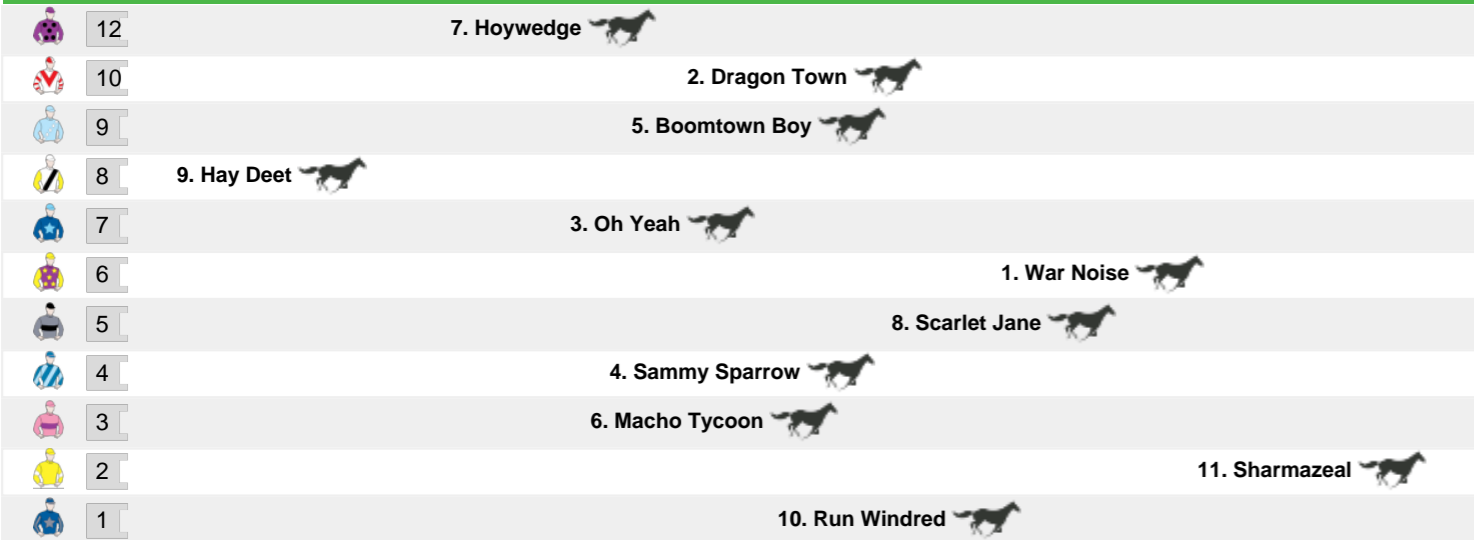 12 7. Hoywedge
10 2. Dragon Town
9 5. Boomtown Boy
8 9. Hay Deet
7 3. Oh Yeah
6 1. War Noise
5 8. Scarlet Jane
4 4. Sammy Sparrow
3 6. Macho Tycoon
2 11. Sharmazeal
1 10. Run Windred